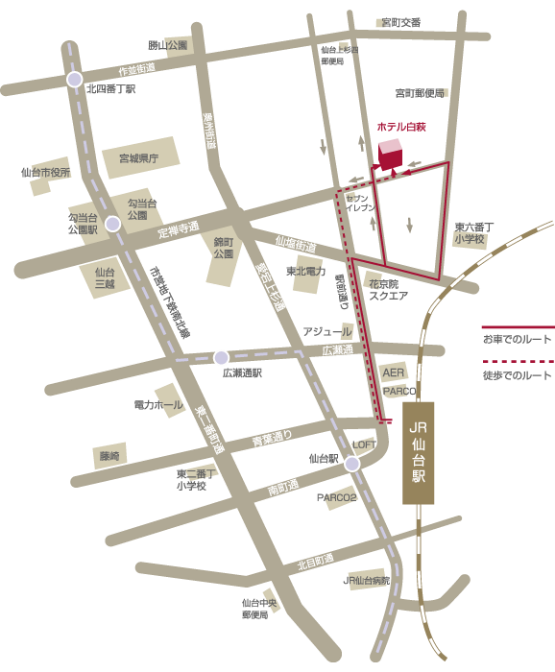 宮町交番
勝山公園
仙台上杉四
郵便局
作並街道
北四番丁駅
宮町郵便局
ホテル白萩
宮城県庁
仙台市役所
セブン
イレブン
勾当台
公園
勾当台
公園駅
定禅寺通
錦町
公園
仙塩街道
東六番丁
小学校
仙台
三越
東北電力
愛宕上杉通
駅前通り
花京院
スクエア
市営地下鉄南北線
アジュール
広瀬通
お車でのルート
広瀬通駅
AER
PARCO
徒歩でのルート
電力ホール
東二番町通
青葉通り
LOFT
JR仙台駅
藤崎
仙台駅
東二番丁
小学校
南町通
PARCO2
北目町通
JR仙台病院
仙台中央
郵便局